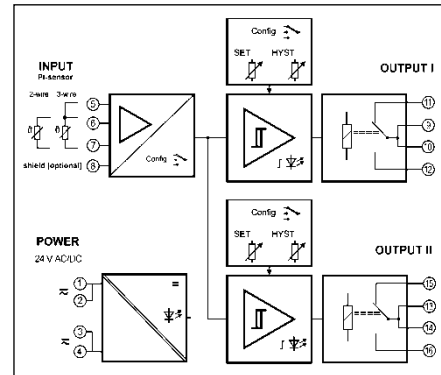 Config
SET HYST
INPUT
Pt-sensor
2-wire 3-wire
OUTPUT I
5
6
7
8
shield (optional)
Config
11
9
10
12
POWER
24 V AC/DC
Config
SET HYST
OUTPUT II
1
2
3
4
15
13
14
16